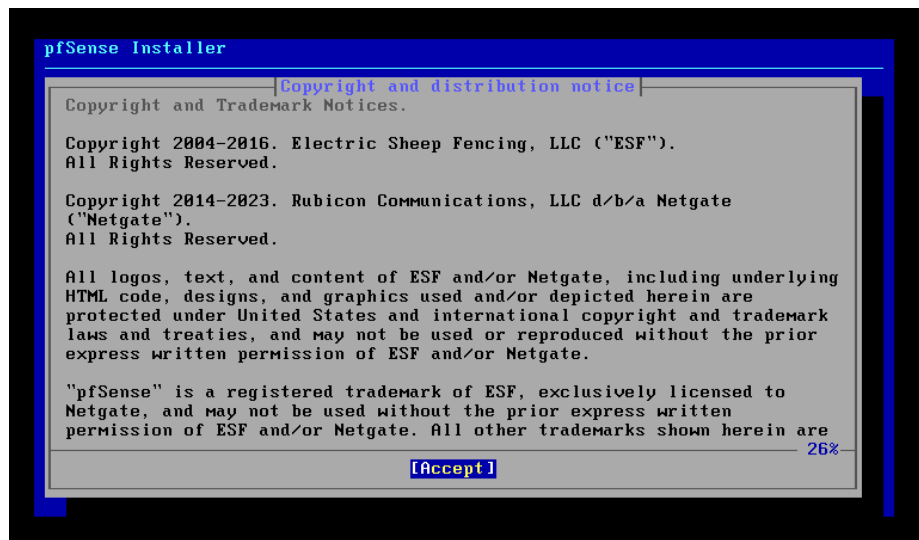 pfSense Installer
Copyright and distribution notice
Copyright and Trademark Notices.
Copyright 2004-2016. Electric Sheep Fencing, LLC ("ESF").
All Rights Reserved.
Copyright 2014-2023. Rubicon Communications, LLC d/b/a Netgate
("Netgate").
All Rights Reserved.
All logos, text, and content of ESF and/or Netgate, including underlying
HTML code, designs, and graphics used and/or depicted herein are
protected under United States and international copyright and trademark
laws and treaties, and may not be used or reproduced without the prior
express written permission of ESF and/or Netgate.
"pfSense" is a registered trademark of ESF, exclusively licensed to
Netgate, and may not be used without the prior express written
permission of ESF and/or Netgate. All other trademarks shown herein are
26%
[Accept]